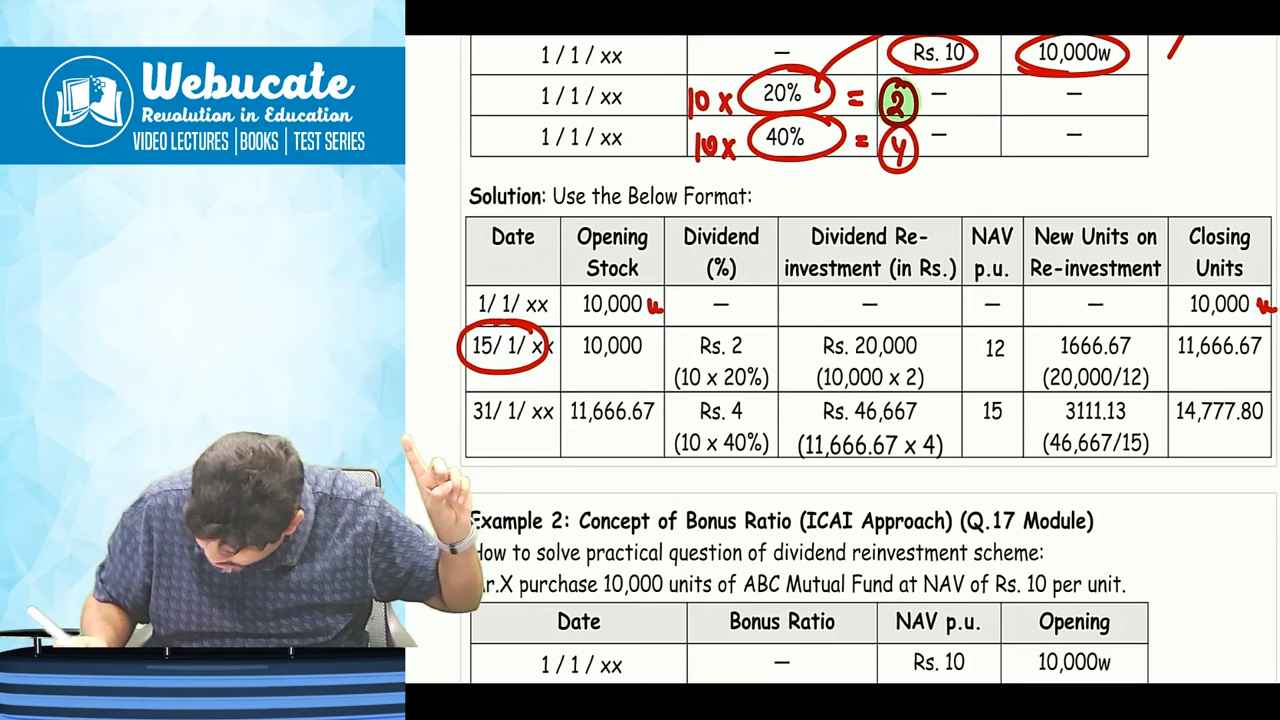 Webucate
Revolution in Education
VIDEO LECTURES | BOOKS | TEST SERIES
1 / 1 / xx — Rs. 10 10,000w
1 / 1 / xx 10 x 20% = 2 — —
1 / 1 / xx 10 x 40% = 4 — —
Solution: Use the Below Format:
Date Opening Stock Dividend (%) Dividend Re-investment (in Rs.) NAV p.u. New Units on Re-investment Closing Units
1/ 1/ xx 10,000 u — — — — 10,000 u
15/ 1/ xx 10,000 Rs. 2 Rs. 20,000 12 1666.67 11,666.67
(10 x 20%) (10,000 x 2) (20,000/12)
31/ 1/ xx 11,666.67 Rs. 4 Rs. 46,667 15 3111.13 14,777.80
(10 x 40%) (11,666.67 x 4) (46,667/15)
Example 2: Concept of Bonus Ratio (ICAI Approach) (Q.17 Module)
How to solve practical question of dividend reinvestment scheme:
Mr.X purchase 10,000 units of ABC Mutual Fund at NAV of Rs. 10 per unit.
Date Bonus Ratio NAV p.u. Opening
1 / 1 / xx — Rs. 10 10,000w